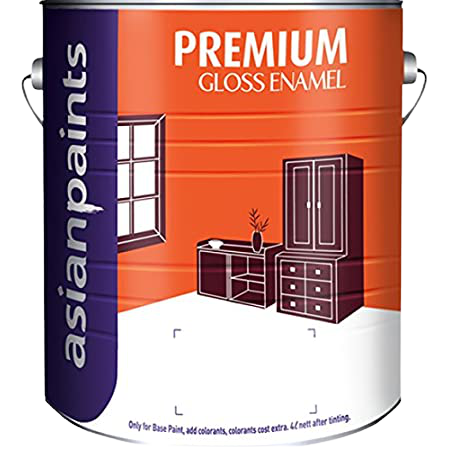 asianpaints
PREMIUM
GLOSS ENAMEL
Only for Base Paint, add colorants, colorants cost extra. 4ℓ nett after tinting.